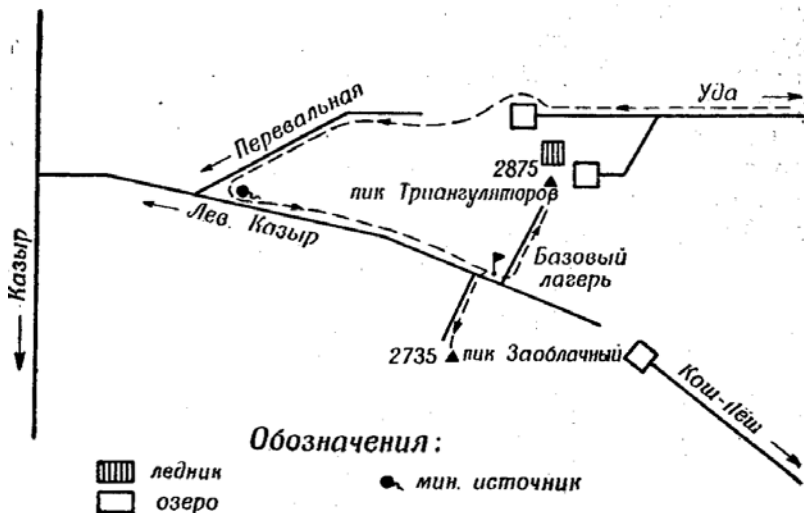 Уда
Перевальная
2875
пик Триангуляторов
Лев. Казыр
Базовый
лагерь
Казыр
2735
пик Заоблачный
Кош-Лёш
Обозначения:
ледник
мин. источник
озеро